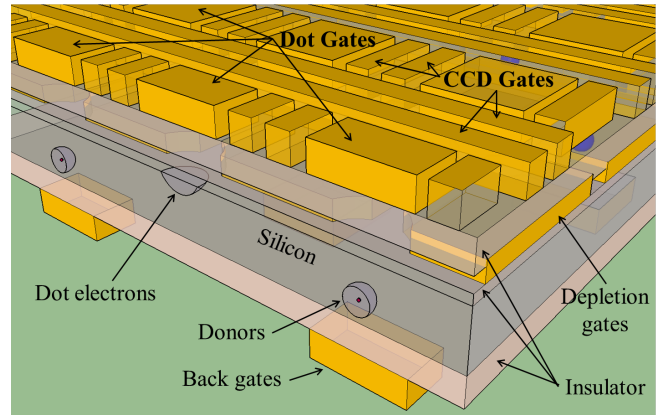 Dot Gates
CCD Gates
Silicon
Dot electrons
Donors
Back gates
Depletion
gates
Insulator